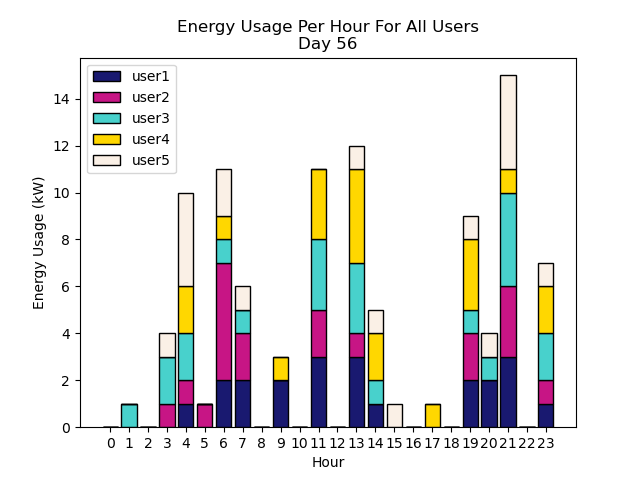 Energy Usage Per Hour For All Users
Day 56
user1
user2
user3
user4
user5
14
12
10
8
6
4
2
0
Energy Usage (kW)
0 1 2 3 4 5 6 7 8 9 10 11 12 13 14 15 16 17 18 19 20 21 22 23
Hour